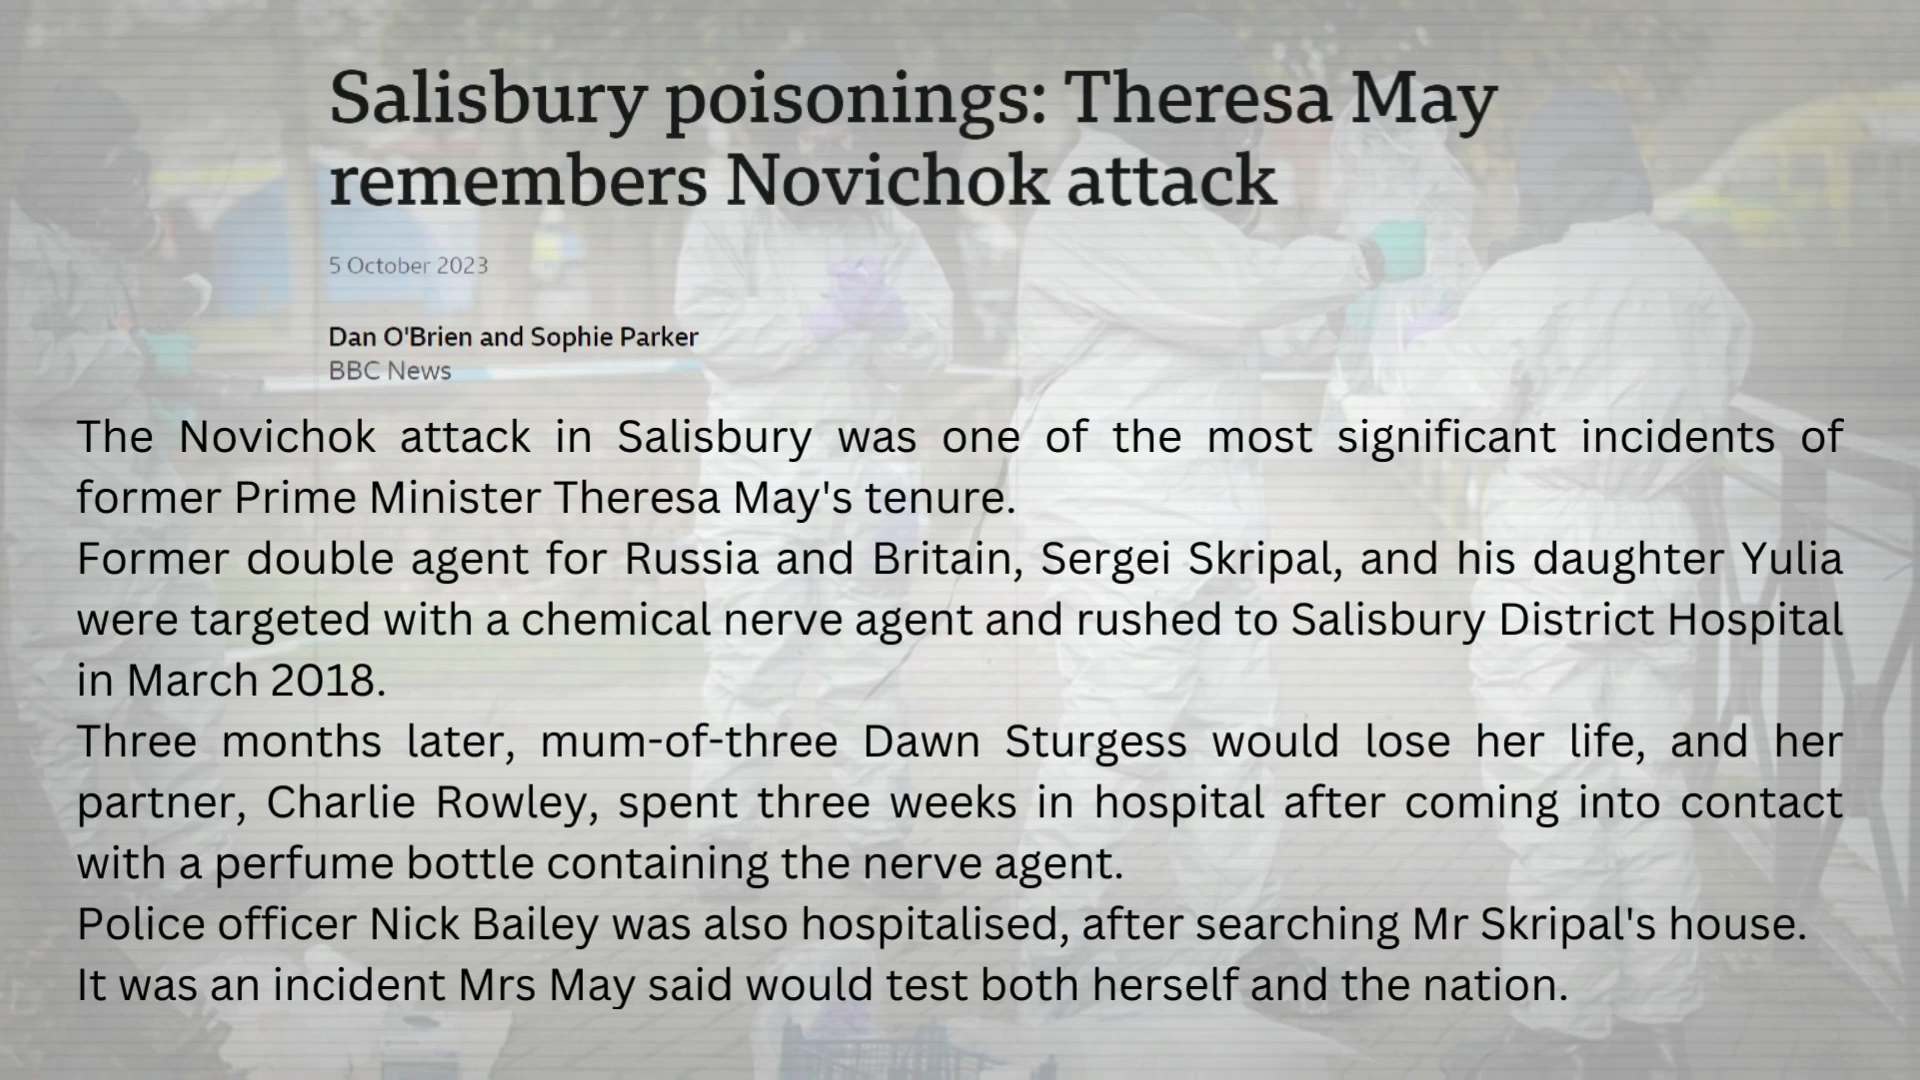 Salisbury poisonings: Theresa May
remembers Novichok attack
5 October 2023
Dan O'Brien and Sophie Parker
BBC News
The Novichok attack in Salisbury was one of the most significant incidents of
former Prime Minister Theresa May's tenure.
Former double agent for Russia and Britain, Sergei Skripal, and his daughter Yulia
were targeted with a chemical nerve agent and rushed to Salisbury District Hospital
in March 2018.
Three months later, mum-of-three Dawn Sturgess would lose her life, and her
partner, Charlie Rowley, spent three weeks in hospital after coming into contact
with a perfume bottle containing the nerve agent.
Police officer Nick Bailey was also hospitalised, after searching Mr Skripal's house.
It was an incident Mrs May said would test both herself and the nation.